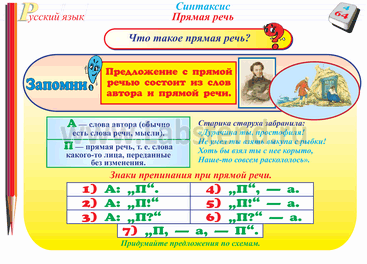 Русский язык
Синтаксис
Прямая речь
4
64
Что такое прямая речь?
Запомни!
Предложение с прямой
речью состоит из слов
автора и прямой речи.
А – слова автора (обычно
есть слова речи, мысли).
П – прямая речь, т. е. слова
какого-то лица, переданные
без изменения.
Старика старуха забранила:
«Дурачина ты, простофиля!
Не умел ты взять выкупа с рыбки!
Хоть бы взял ты с нее корыто,
Наше-то совсем раскололось».
Знаки препинания при прямой речи.
1) А: „П“.
4) „П“, — а.
2) А: „П!“
5) „П!“ — а.
3) А: „П?“
6) „П?“ — а.
7) „П, — а, — П“.
Придумайте предложения по схемам.